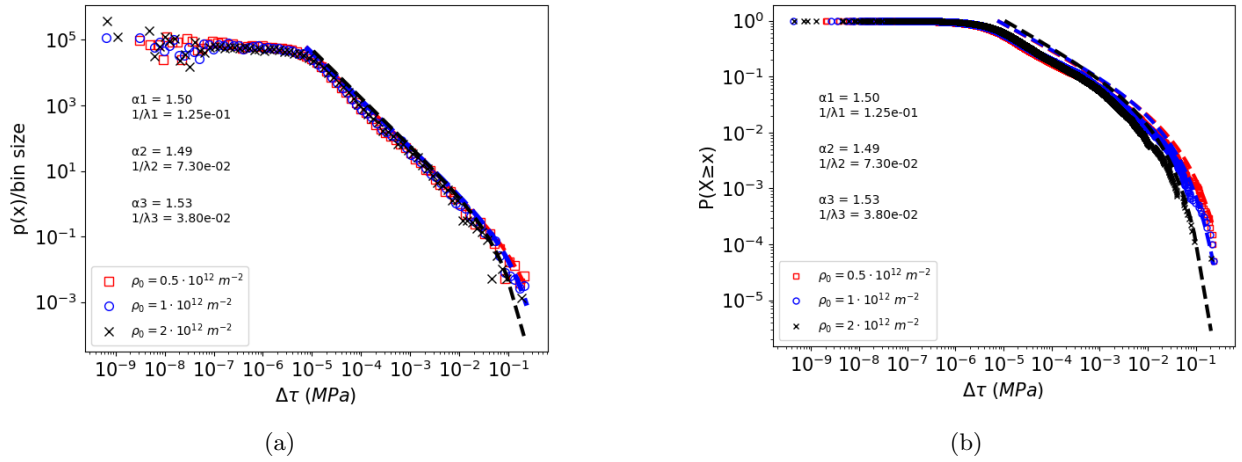 p(x)/bin size
10^5
10^3
10^1
10^-1
10^-3
α1 = 1.50
1/λ1 = 1.25e-01
α2 = 1.49
1/λ2 = 7.30e-02
α3 = 1.53
1/λ3 = 3.80e-02
ρ0 = 0.5 · 10^12 m^-2
ρ0 = 1 · 10^12 m^-2
ρ0 = 2 · 10^12 m^-2
10^-9 10^-8 10^-7 10^-6 10^-5 10^-4 10^-3 10^-2 10^-1
Δτ (MPa)
(a)
P(X≥x)
10^0
10^-1
10^-2
10^-3
10^-4
10^-5
α1 = 1.50
1/λ1 = 1.25e-01
α2 = 1.49
1/λ2 = 7.30e-02
α3 = 1.53
1/λ3 = 3.80e-02
ρ0 = 0.5 · 10^12 m^-2
ρ0 = 1 · 10^12 m^-2
ρ0 = 2 · 10^12 m^-2
10^-9 10^-8 10^-7 10^-6 10^-5 10^-4 10^-3 10^-2 10^-1
Δτ (MPa)
(b)